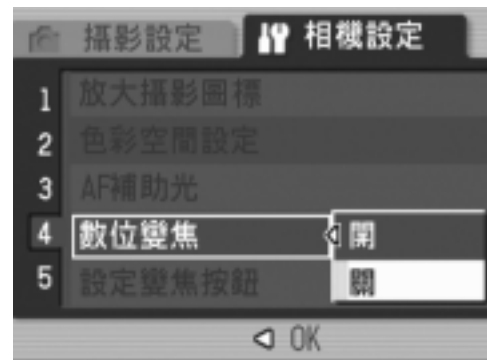 攝影設定 相機設定
1 放大攝影圖標
2 色彩空間設定
3 AF補助光
4 數位變焦 開
5 設定變焦按鈕 關
OK